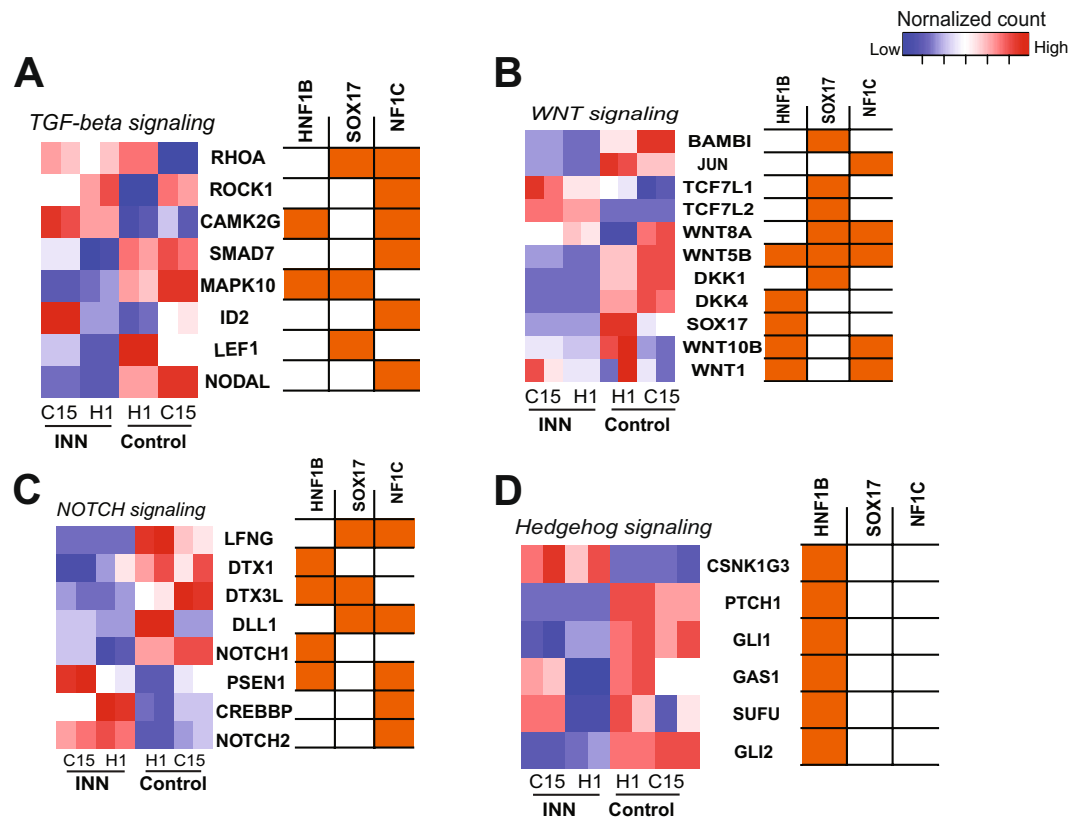 Nornalized count
Low
High
A
TGF-beta signaling
HNF1B
SOX17
NF1C
RHOA
ROCK1
CAMK2G
SMAD7
MAPK10
ID2
LEF1
NODAL
C15 H1 H1 C15
INN Control
B
WNT signaling
HNF1B
SOX17
NF1C
BAMBI
JUN
TCF7L1
TCF7L2
WNT8A
WNT5B
DKK1
DKK4
SOX17
WNT10B
WNT1
C15 H1 H1 C15
INN Control
C
NOTCH signaling
HNF1B
SOX17
NF1C
LFNG
DTX1
DTX3L
DLL1
NOTCH1
PSEN1
CREBBP
NOTCH2
C15 H1 H1 C15
INN Control
D
Hedgehog signaling
HNF1B
SOX17
NF1C
CSNK1G3
PTCH1
GLI1
GAS1
SUFU
GLI2
C15 H1 H1 C15
INN Control